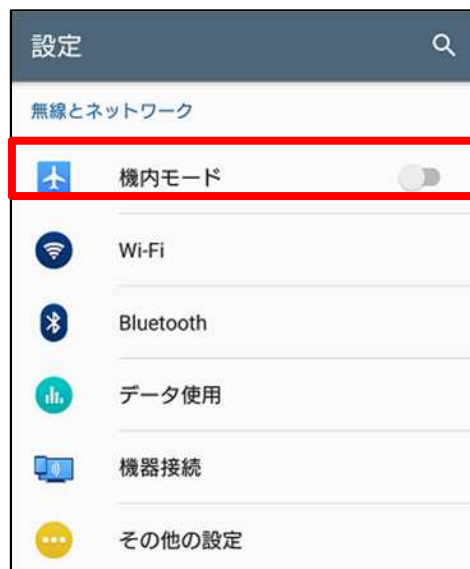 設定
無線とネットワーク
機内モード
Wi-Fi
Bluetooth
データ使用
機器接続
その他の設定